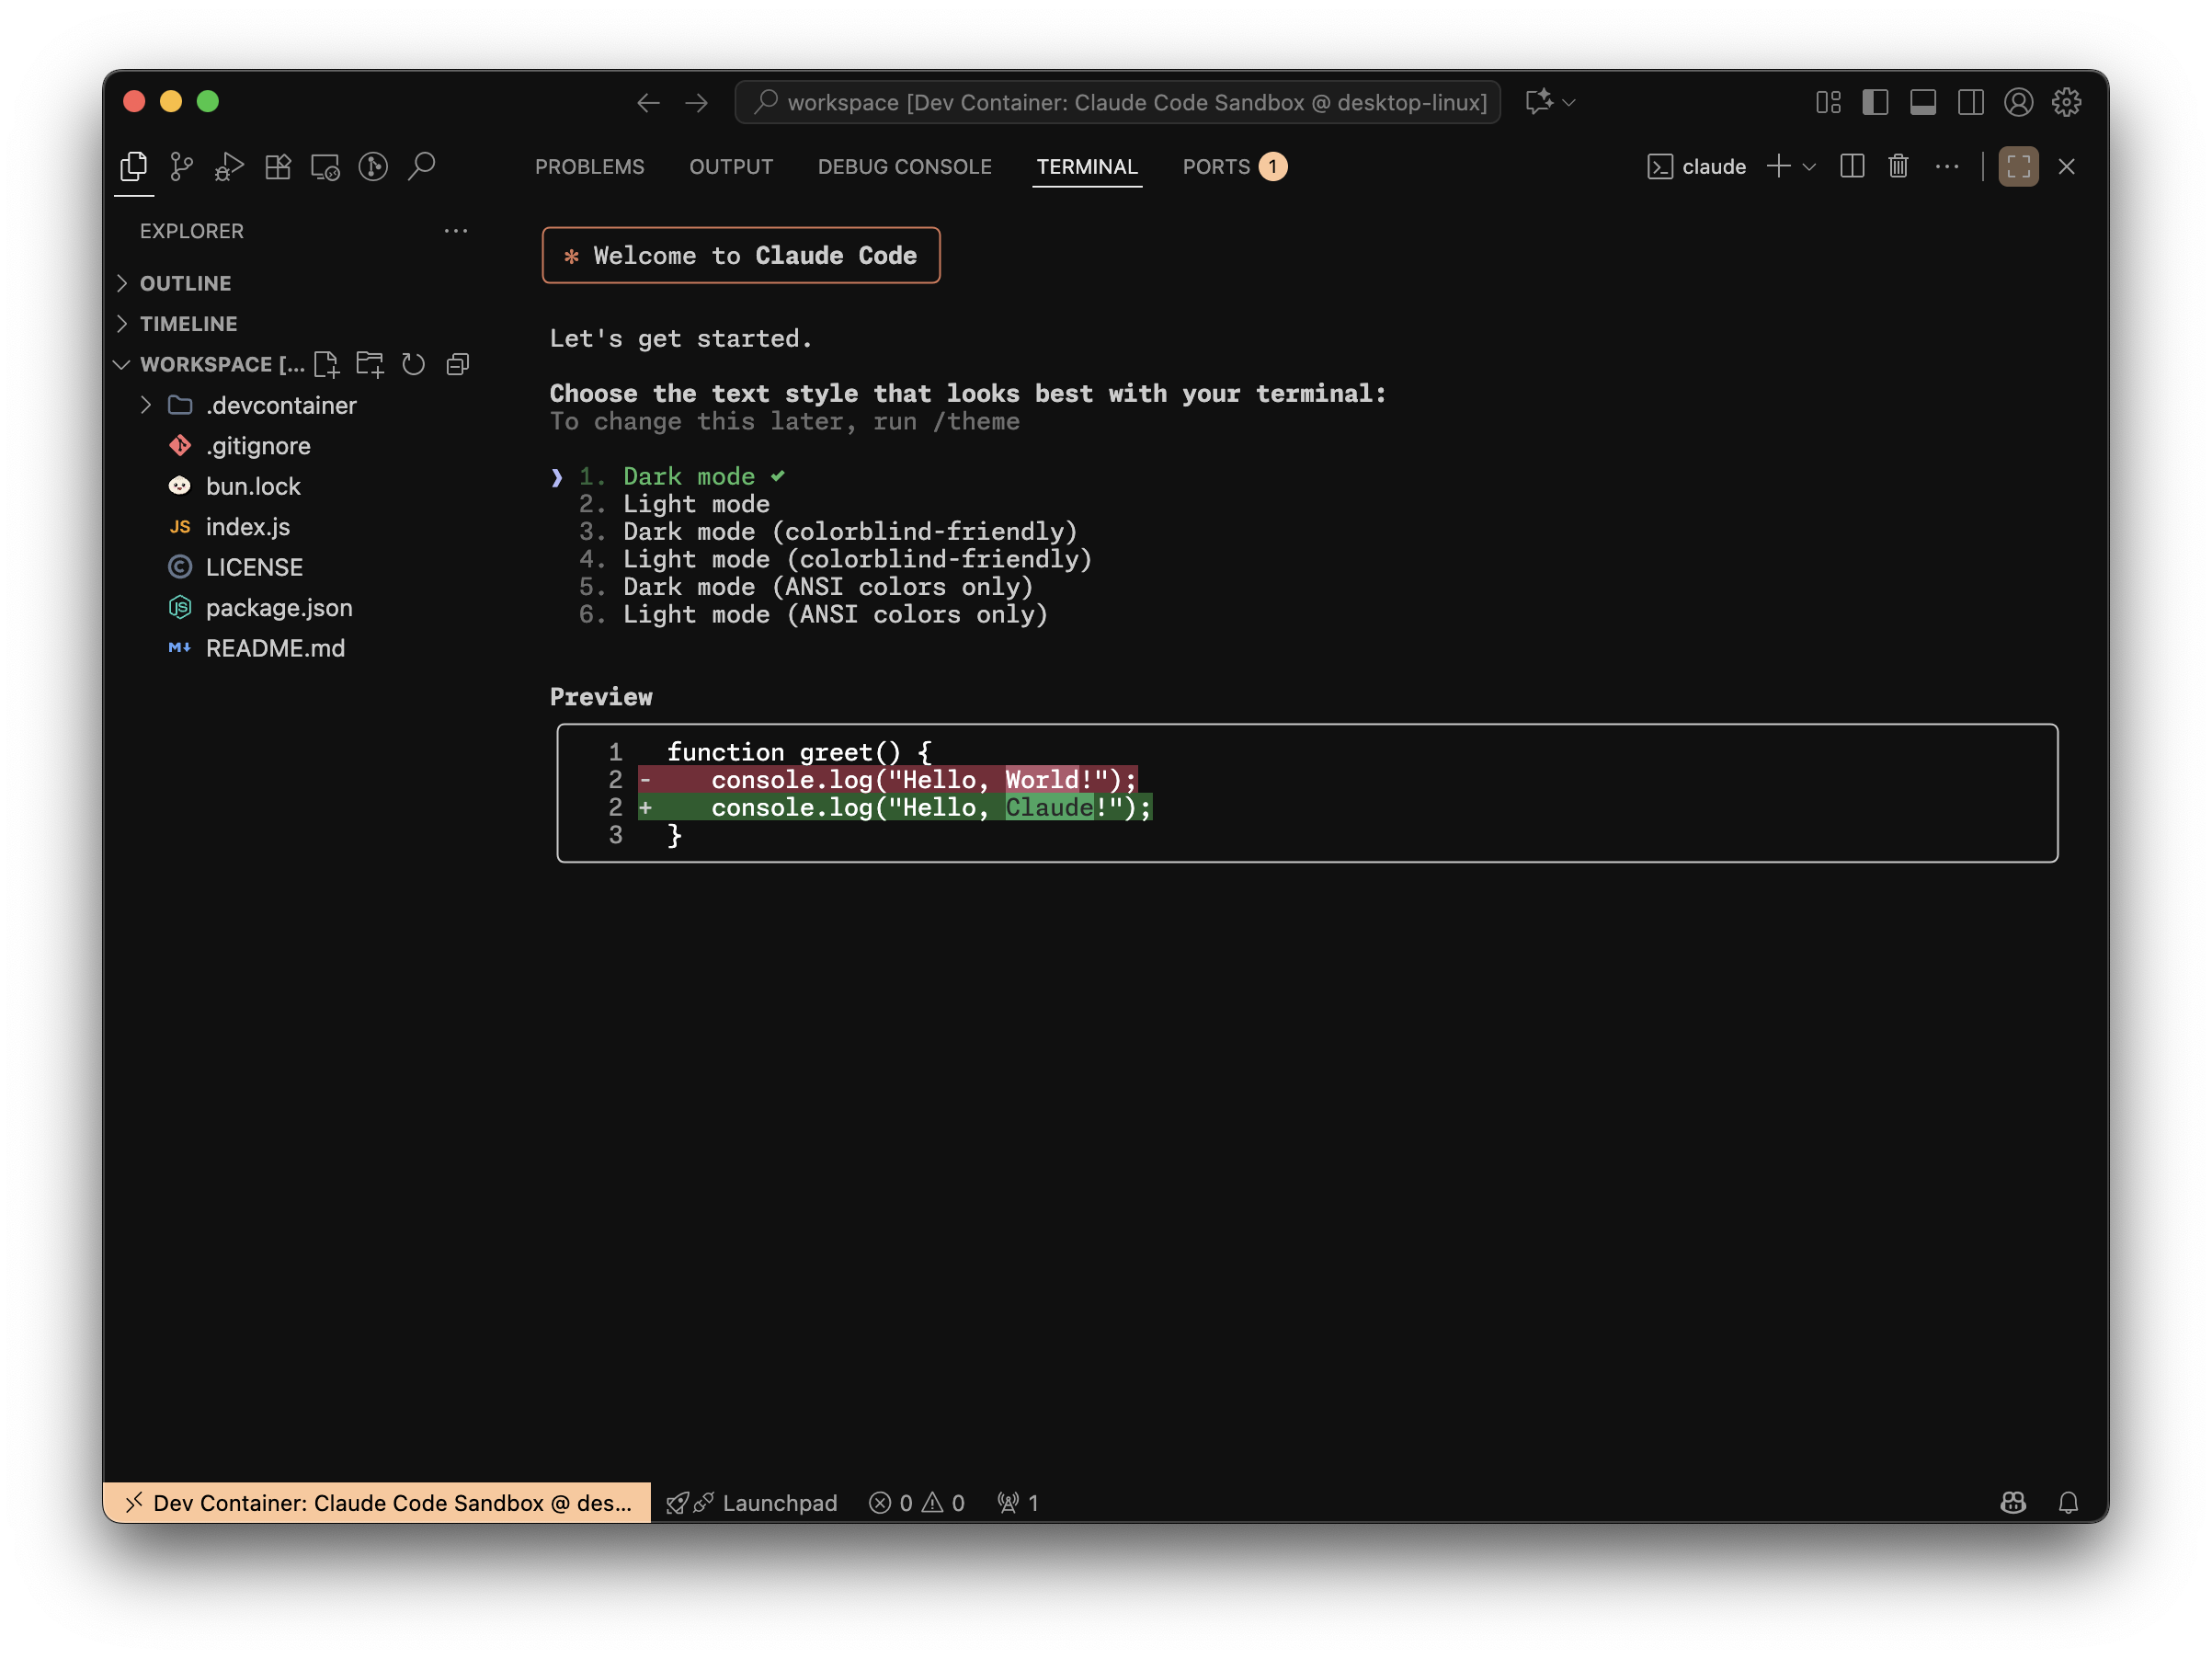 workspace [Dev Container: Claude Code Sandbox @ desktop-linux]
PROBLEMS OUTPUT DEBUG CONSOLE TERMINAL PORTS 1
claude
EXPLORER
OUTLINE
TIMELINE
WORKSPACE [...
.devcontainer
.gitignore
bun.lock
JS index.js
LICENSE
package.json
README.md
* Welcome to Claude Code
Let's get started.
Choose the text style that looks best with your terminal:
To change this later, run /theme
❯ 1. Dark mode ✔
2. Light mode
3. Dark mode (colorblind-friendly)
4. Light mode (colorblind-friendly)
5. Dark mode (ANSI colors only)
6. Light mode (ANSI colors only)
Preview
1 function greet() {
2 - console.log("Hello, World!");
2 + console.log("Hello, Claude!");
3 }
Dev Container: Claude Code Sandbox @ des... Launchpad 0 0 1